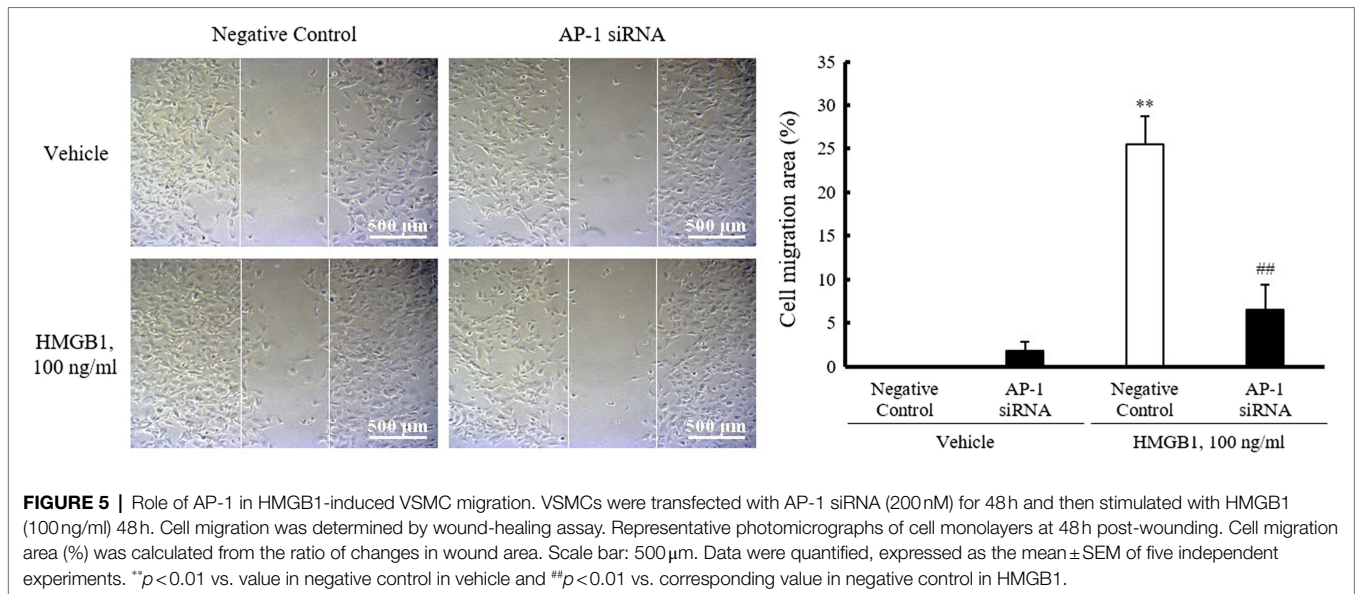 Negative Control
AP-1 siRNA
Vehicle
500 µm
500 µm
HMGB1,
100 ng/ml
500 µm
500 µm
Cell migration area (%)
35
30
25
20
15
10
5
0
**
##
Negative
Control
AP-1
siRNA
Negative
Control
AP-1
siRNA
Vehicle
HMGB1, 100 ng/ml
FIGURE 5 | Role of AP-1 in HMGB1-induced VSMC migration. VSMCs were transfected with AP-1 siRNA (200 nM) for 48 h and then stimulated with HMGB1
(100 ng/ml) 48 h. Cell migration was determined by wound-healing assay. Representative photomicrographs of cell monolayers at 48 h post-wounding. Cell migration
area (%) was calculated from the ratio of changes in wound area. Scale bar: 500 µm. Data were quantified, expressed as the mean ± SEM of five independent
experiments. **p < 0.01 vs. value in negative control in vehicle and ##p < 0.01 vs. corresponding value in negative control in HMGB1.